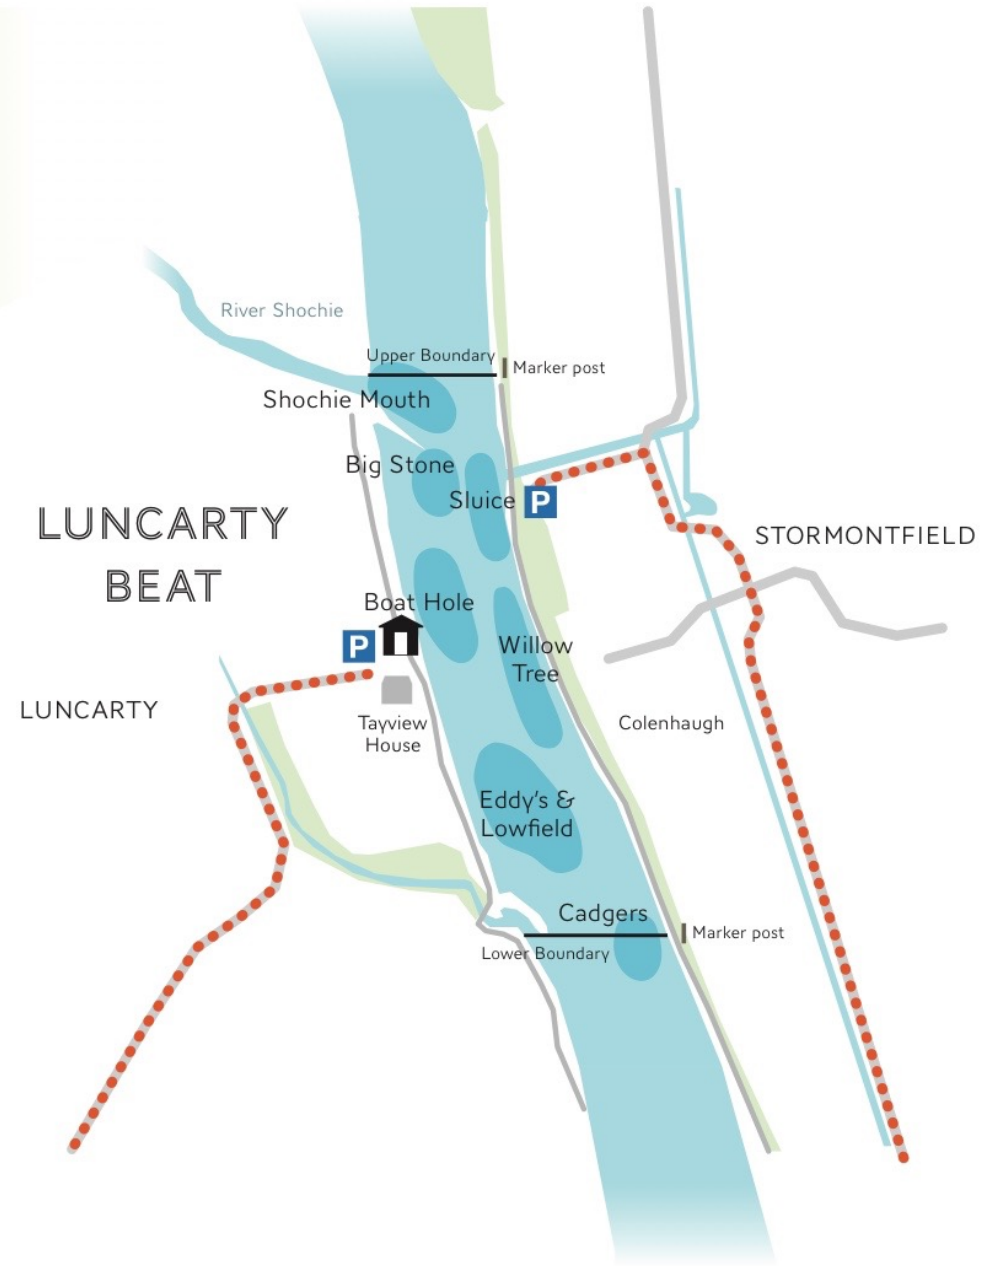 River Shochie
Upper Boundary
Marker post
Shochie Mouth
Big Stone
Sluice
P
LUNCARTY
BEAT
STORMONTFIELD
Boat Hole
P
Willow
Tree
LUNCARTY
Tayview
House
Colenhaugh
Eddy's &
Lowfield
Cadgers
Marker post
Lower Boundary